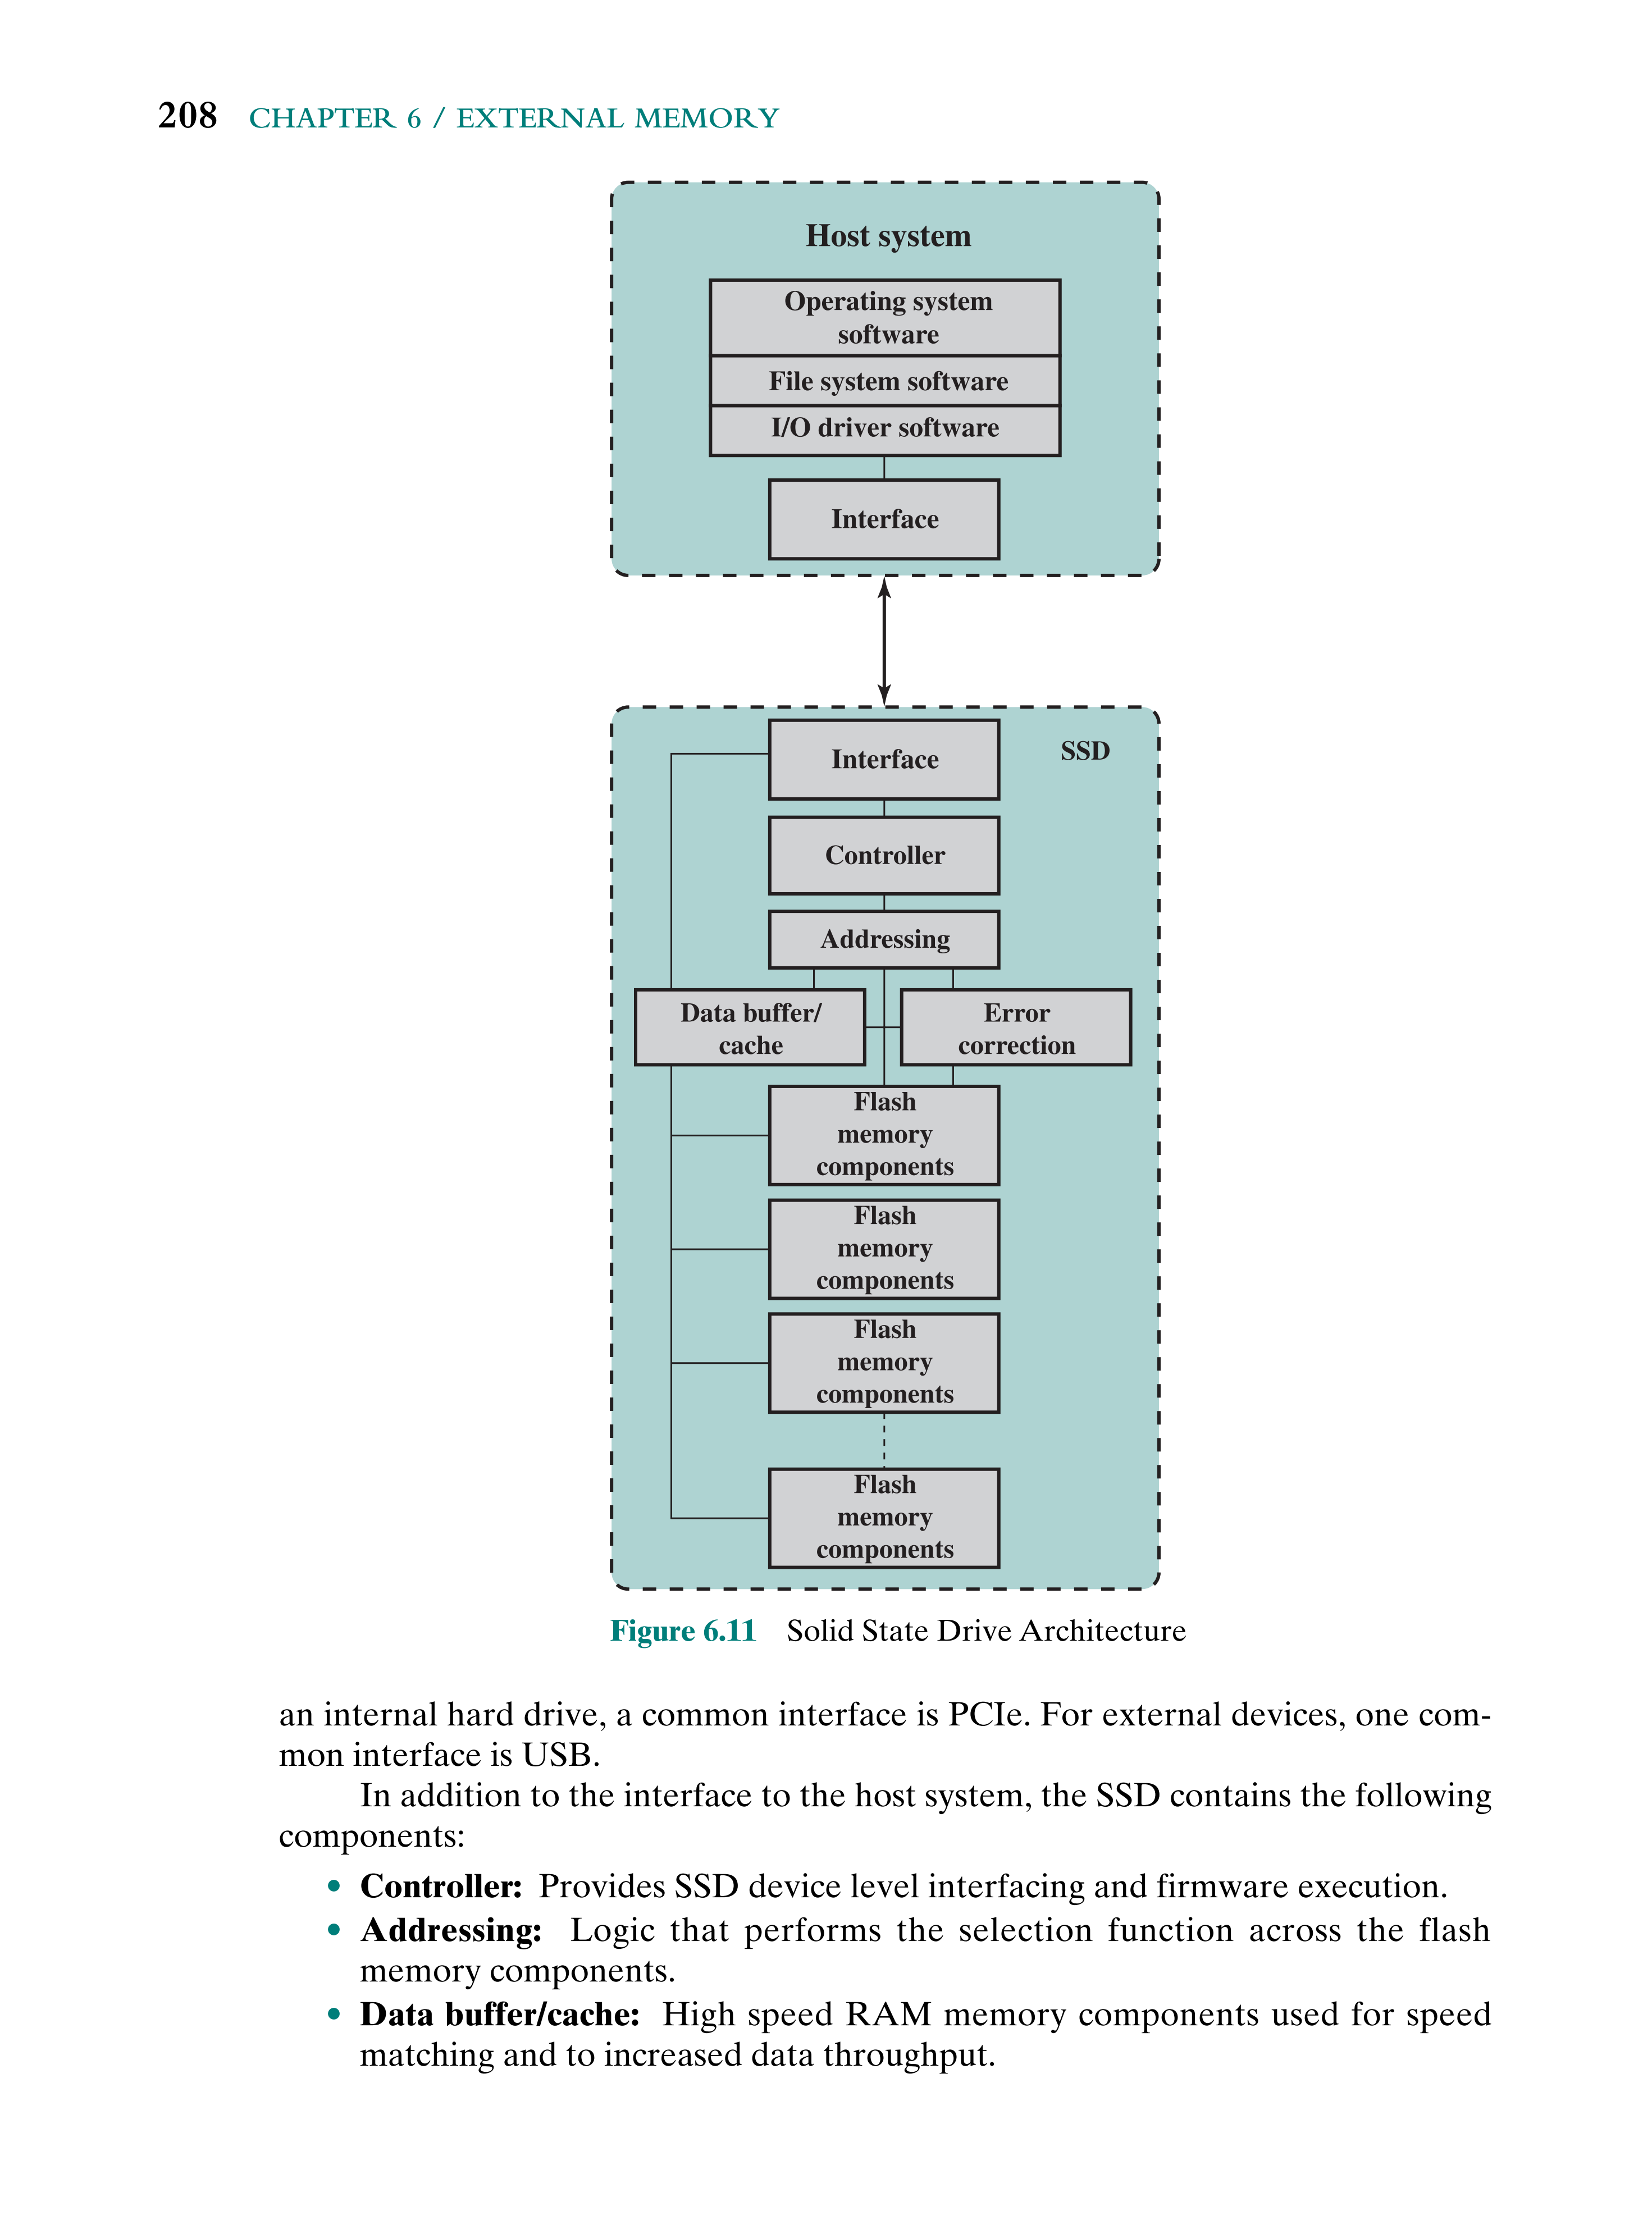 208 CHAPTER 6 / EXTERNAL MEMORY
Host system
Operating system
software
File system software
I/O driver software
Interface
Interface
SSD
Controller
Addressing
Data buffer/
cache
Error
correction
Flash
memory
components
Flash
memory
components
Flash
memory
components
Flash
memory
components
Figure 6.11 Solid State Drive Architecture
an internal hard drive, a common interface is PCIe. For external devices, one com-
mon interface is USB.
In addition to the interface to the host system, the SSD contains the following
components:
• Controller: Provides SSD device level interfacing and firmware execution.
• Addressing: Logic that performs the selection function across the flash
memory components.
• Data buffer/cache: High speed RAM memory components used for speed
matching and to increased data throughput.